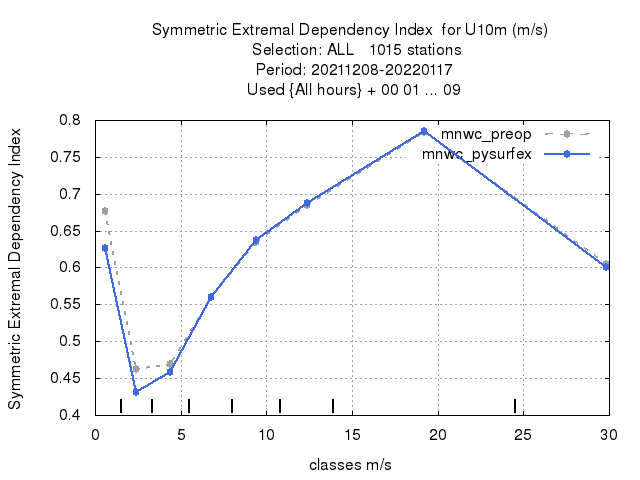 Symmetric Extremal Dependency Index  for U10m (m/s)
Selection: ALL   1015 stations
Period: 20211208-20220117
Used {All hours} + 00 01 ... 09
Symmetric Extremal Dependency Index
mnwc_preop
mnwc_pysurfex
0.8
0.75
0.7
0.65
0.6
0.55
0.5
0.45
0.4
0 5 10 15 20 25 30
classes m/s